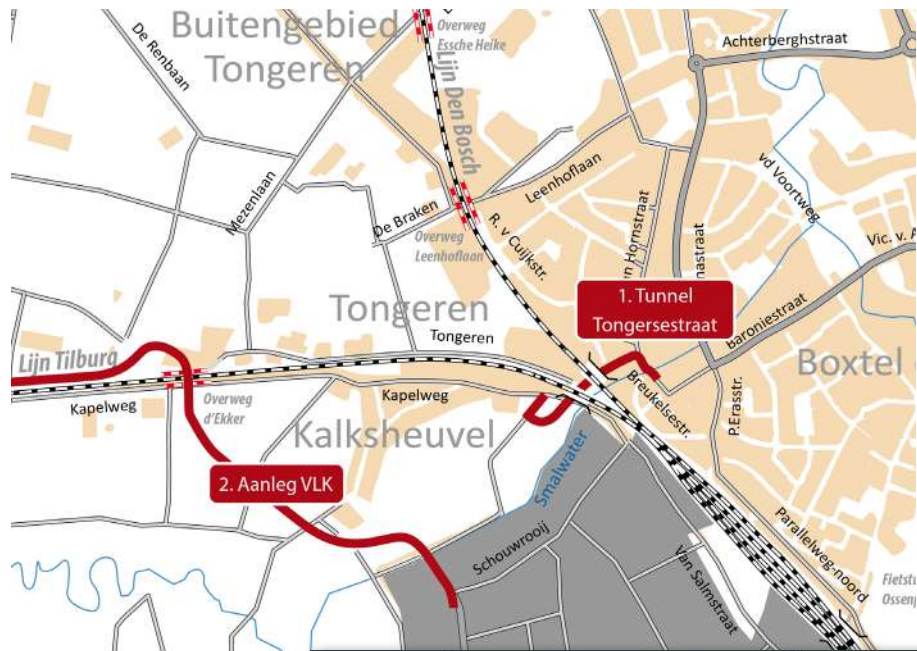 Buitengebied
Tongeren
Overweg
Essche Heike
De Renbaan
Lijn Den Bosch
Achterberghstraat
Mezenlaan
Leenhoflaan
De Braken
Overweg
Leenhoflaan
R. v Cuijkstr.
vd Voortweg
Vic. v. A
1. Tunnel
Tongersestraat
Tongeren
Tongeren
Baroniestraat
Lijn Tilburg
Boxtel
Kapelweg
Overweg
d'Ekker
Kapelweg
Breukelsestr.
P.Erasstr.
Kalksheuvel
Smalwater
2. Aanleg VLK
Schouwrooij
Parallelweg-noord
Van Salmstraat